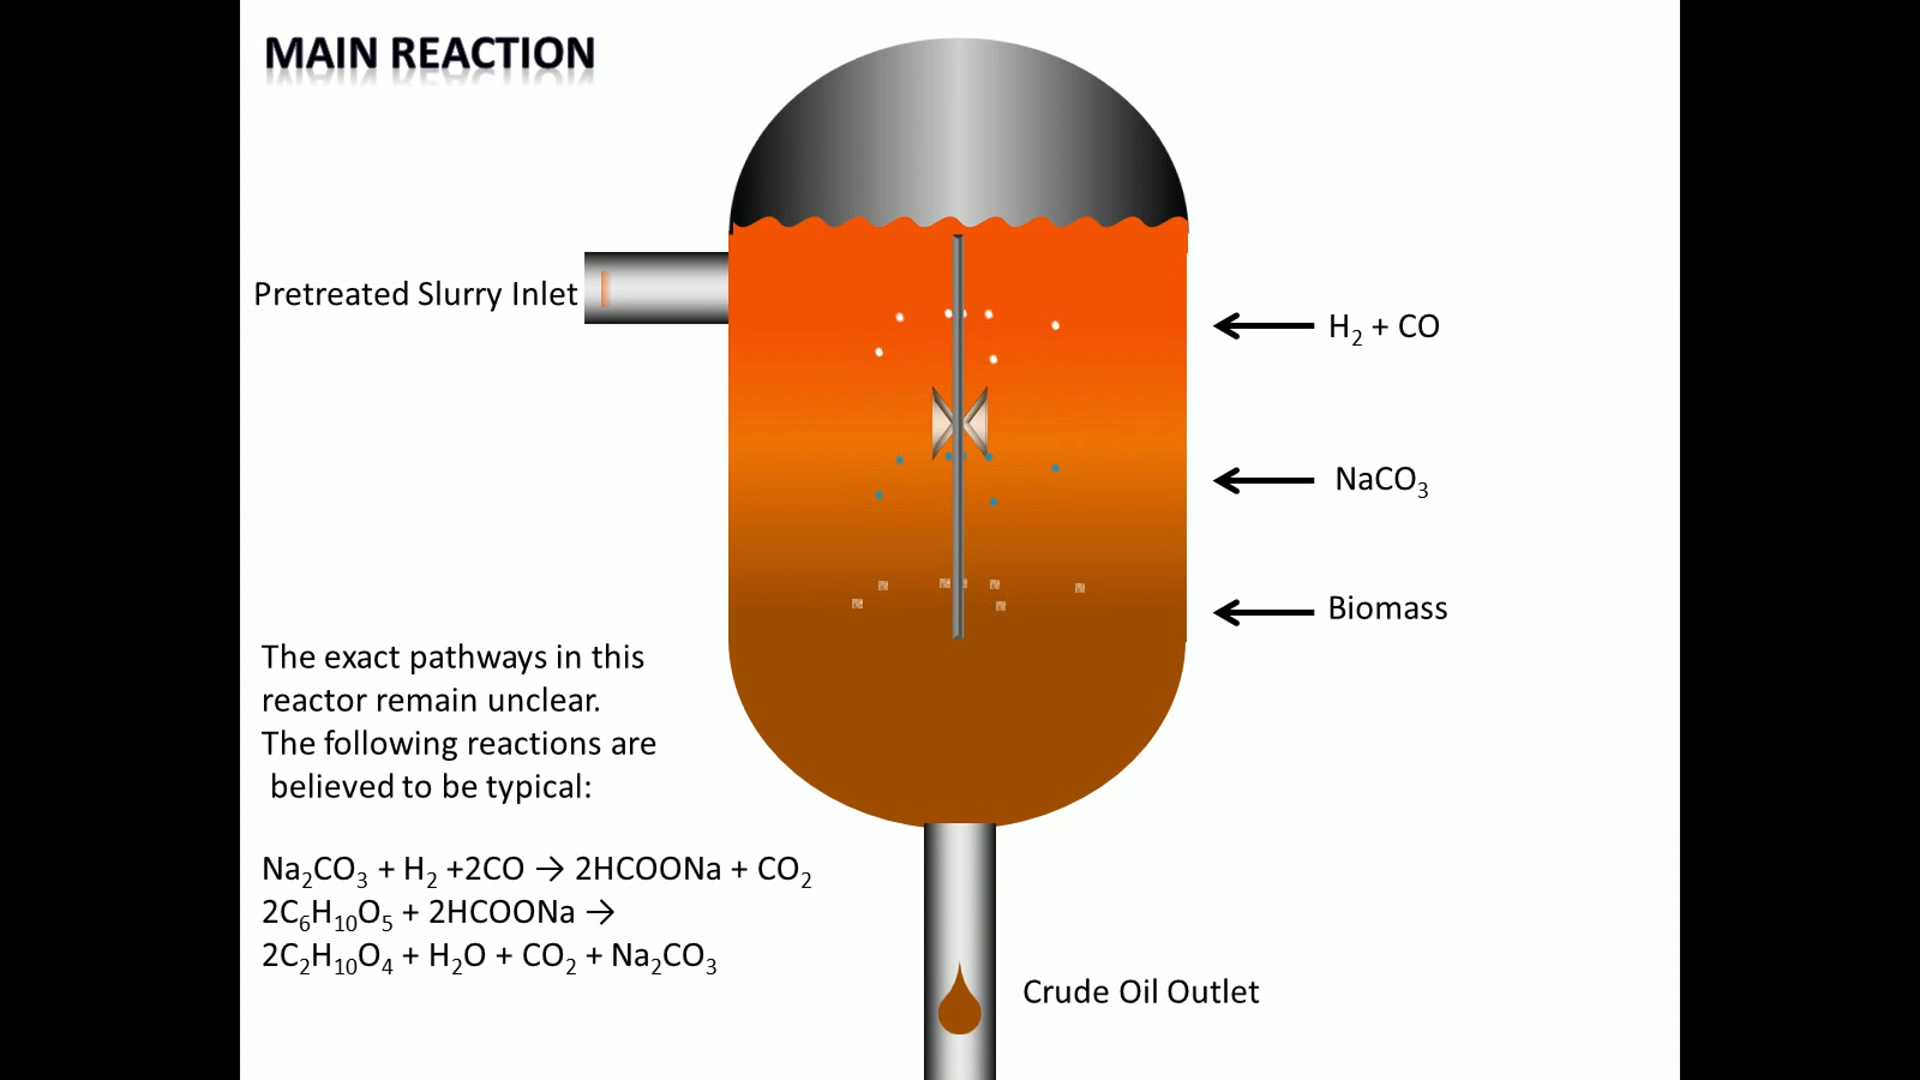 MAIN REACTION
Pretreated Slurry Inlet
H₂ + CO
NaCO₃
Biomass
The exact pathways in this
reactor remain unclear.
The following reactions are
believed to be typical:
Na₂CO₃ + H₂ +2CO → 2HCOONa + CO₂
2C₆H₁₀O₅ + 2HCOONa →
2C₂H₁₀O₄ + H₂O + CO₂ + Na₂CO₃
Crude Oil Outlet